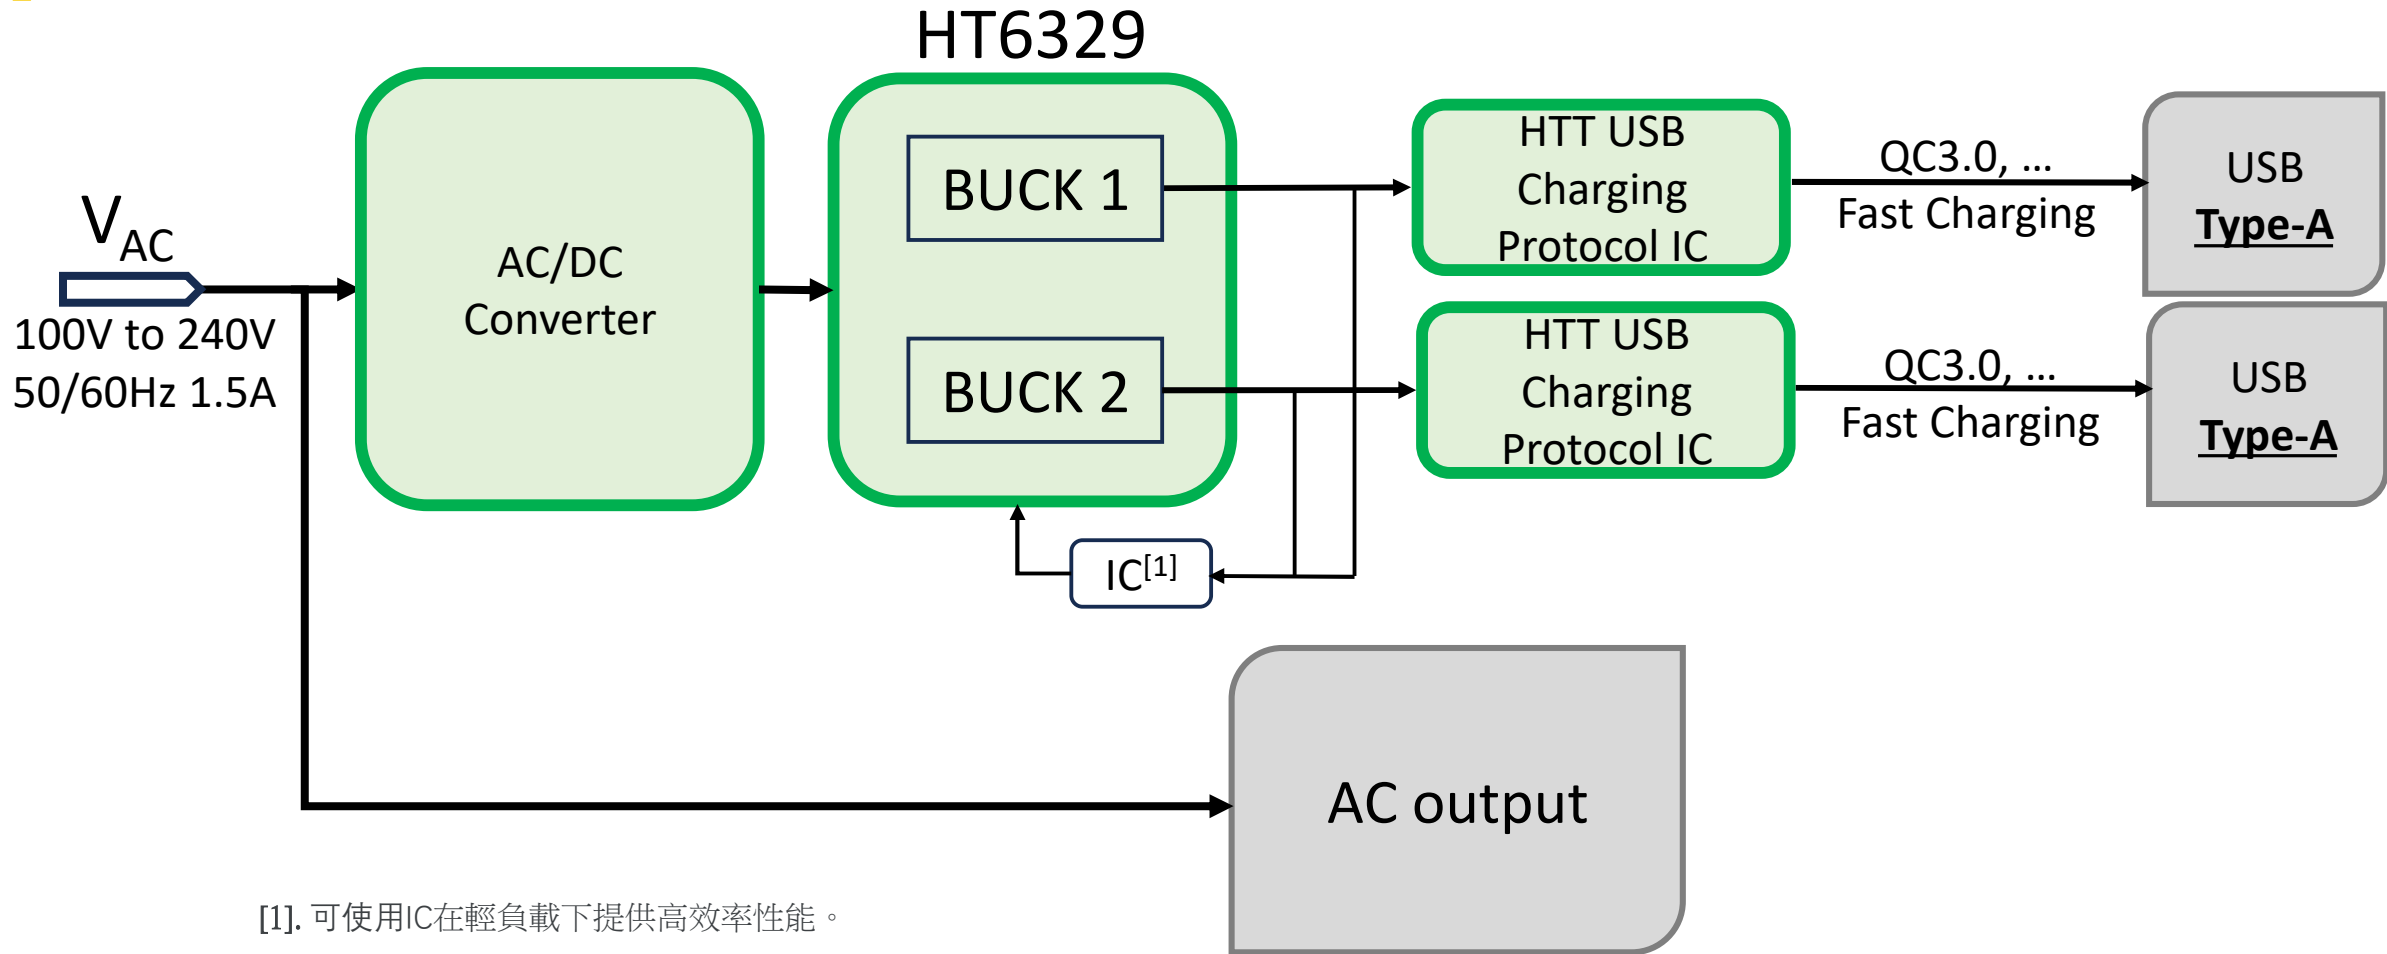 HT6329
V_AC
100V to 240V
50/60Hz 1.5A
AC/DC
Converter
BUCK 1
BUCK 2
HTT USB
Charging
Protocol IC
QC3.0, ...
Fast Charging
USB
Type-A
HTT USB
Charging
Protocol IC
QC3.0, ...
Fast Charging
USB
Type-A
IC[1]
AC output
[1]. 可使用IC在輕負載下提供高效率性能。